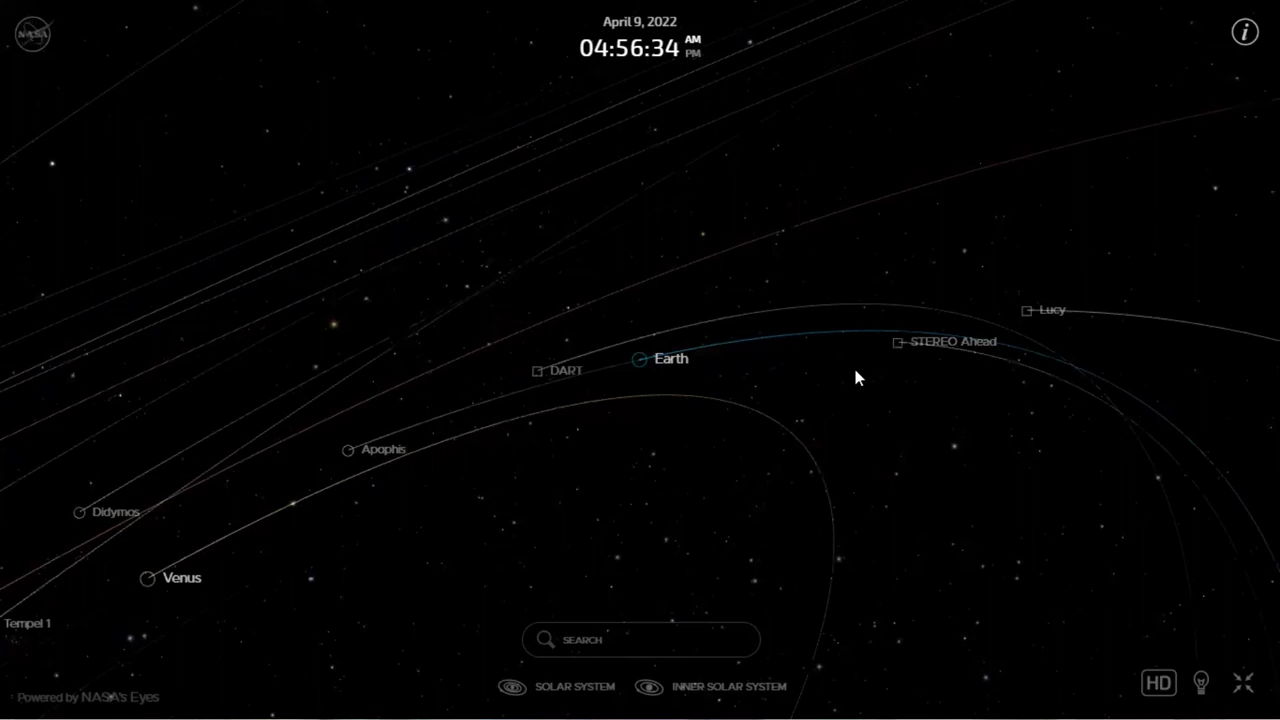 NASA
April 9, 2022
04:56:34 AM
PM
i
Lucy
STEREO Ahead
Earth
DART
Apophis
Didymos
Venus
Tempel 1
SEARCH
SOLAR SYSTEM
INNER SOLAR SYSTEM
HD
Powered by NASA's Eyes